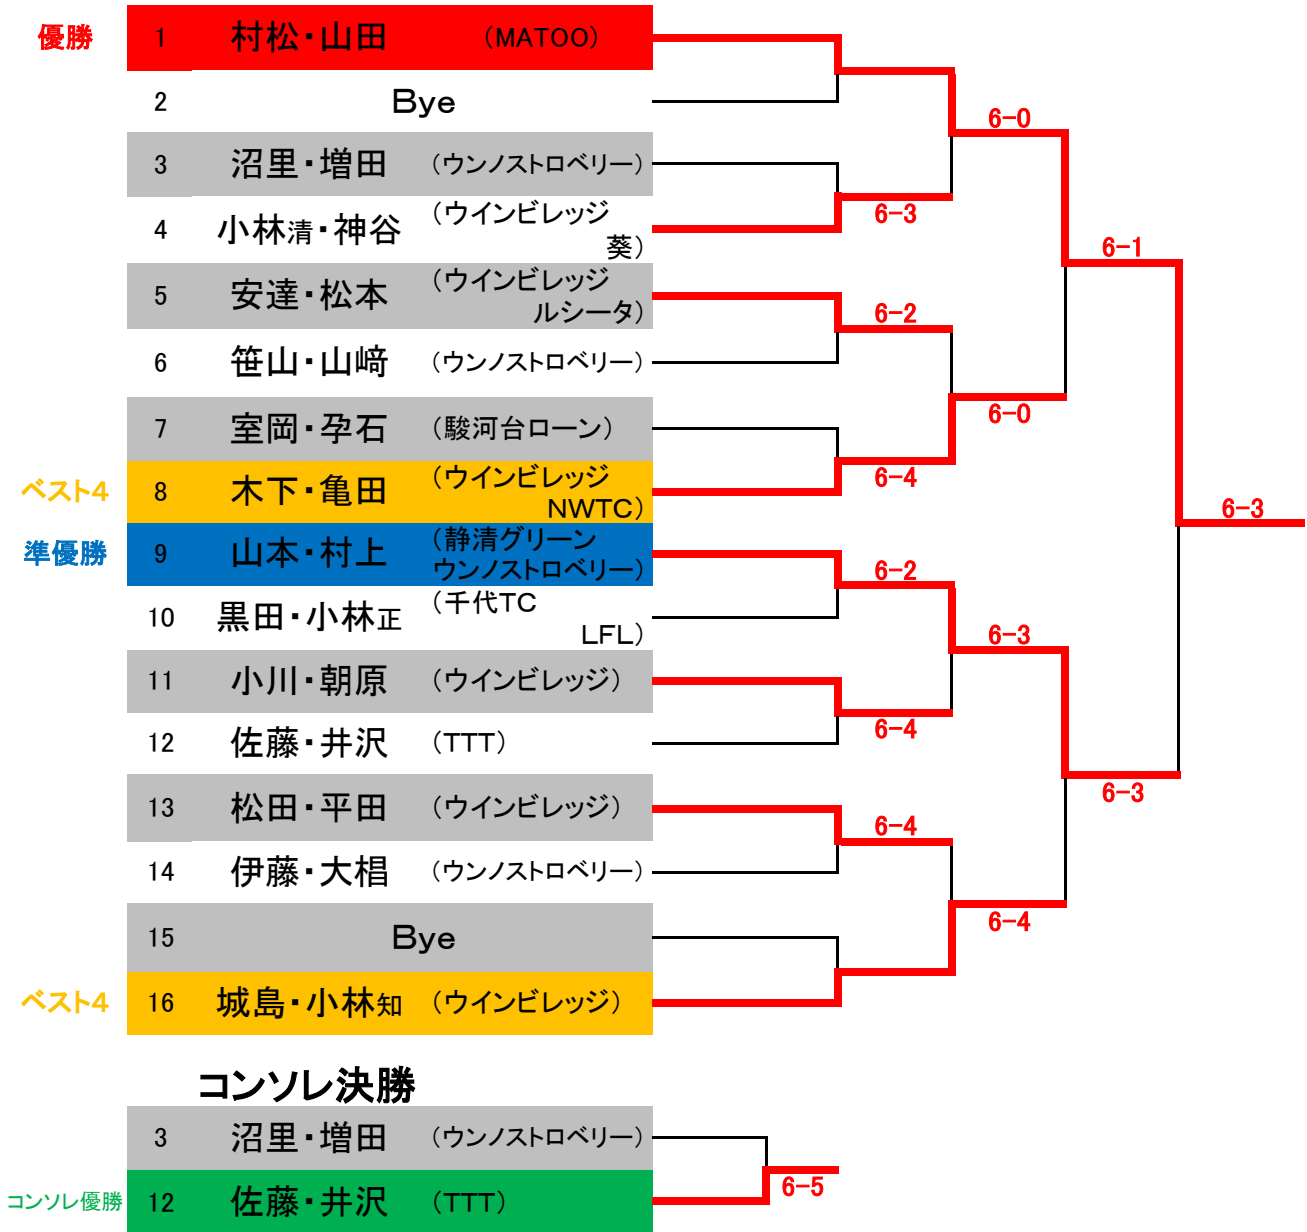 優勝 1 村松・山田 (MATOO)
2 Bye
6-0
3 沼里・増田 (ウンノストロベリー)
4 小林清・神谷 (ウインビレッジ
葵)
6-3
6-1
5 安達・松本 (ウインビレッジ
ルシータ)
6-2
6 笹山・山﨑 (ウンノストロベリー)
6-0
7 室岡・孕石 (駿河台ローン)
6-4
ベスト4 8 木下・亀田 (ウインビレッジ
NWTC)
6-3
準優勝 9 山本・村上 (静清グリーン
ウンノストロベリー)
6-2
10 黒田・小林正 (千代TC
LFL)
6-3
11 小川・朝原 (ウインビレッジ)
6-4
12 佐藤・井沢 (TTT)
6-3
13 松田・平田 (ウインビレッジ)
6-4
14 伊藤・大椙 (ウンノストロベリー)
6-4
15 Bye
ベスト4 16 城島・小林知 (ウインビレッジ)
コンソレ決勝
3 沼里・増田 (ウンノストロベリー)
6-5
コンソレ優勝 12 佐藤・井沢 (TTT)